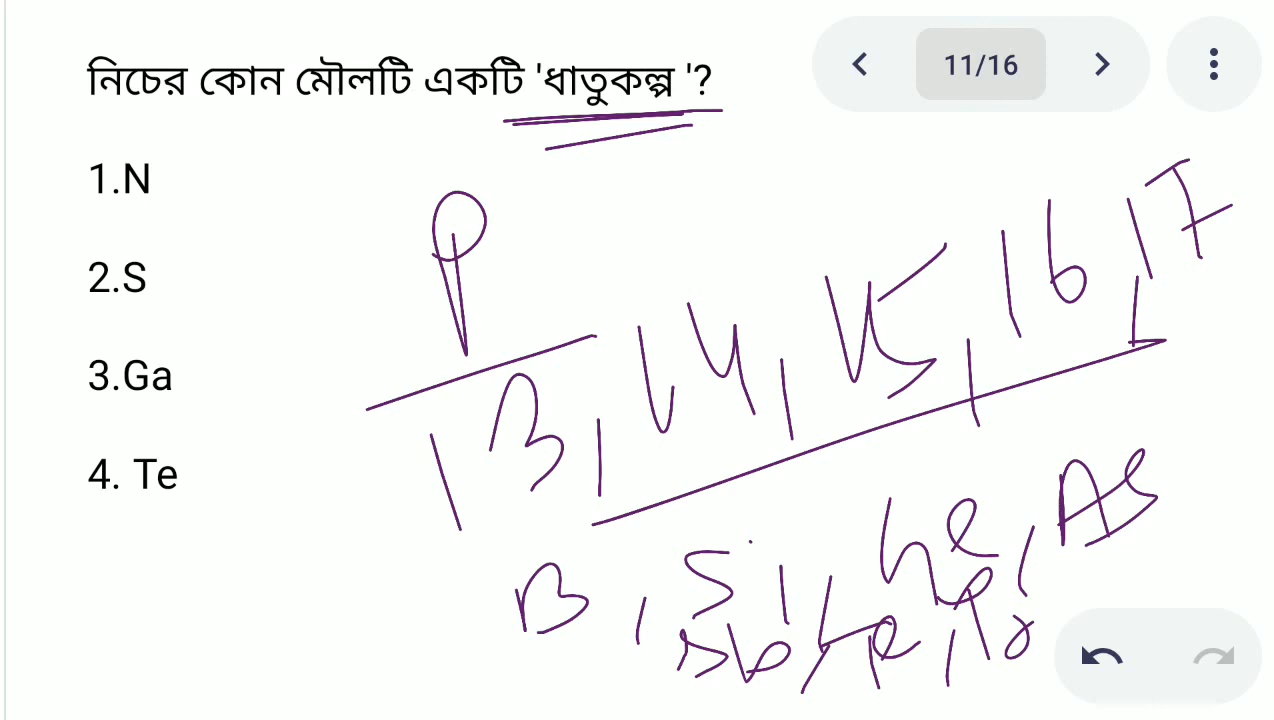 নিচের কোন মৌলটি একটি 'ধাতুকল্প '?
11/16
1.N
2.S
3.Ga
4. Te
P
13, 14, 15, 16, 17
B, Si, Ge, As
Sb, Te, Po